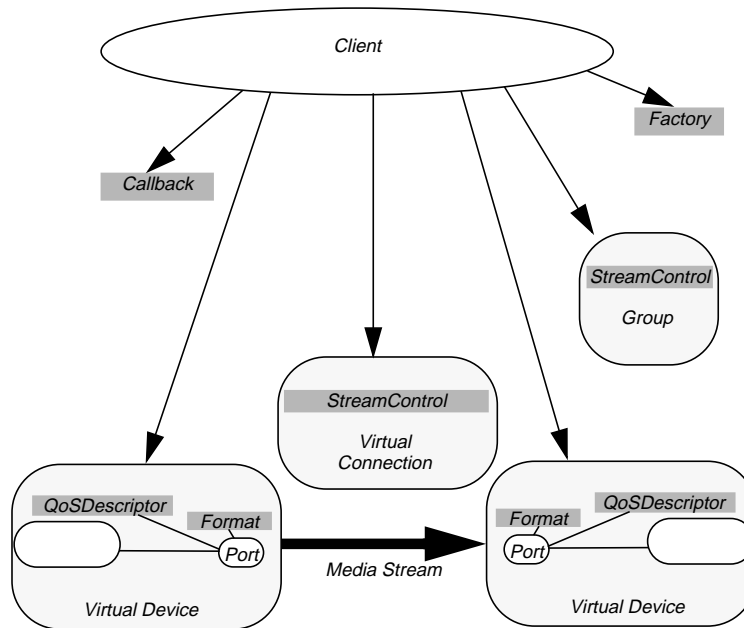 Client
Factory
Callback
StreamControl
Group
StreamControl
Virtual
Connection
QoSDescriptor
Format
Port
Virtual Device
Media Stream
QoSDescriptor
Format
Port
Virtual Device